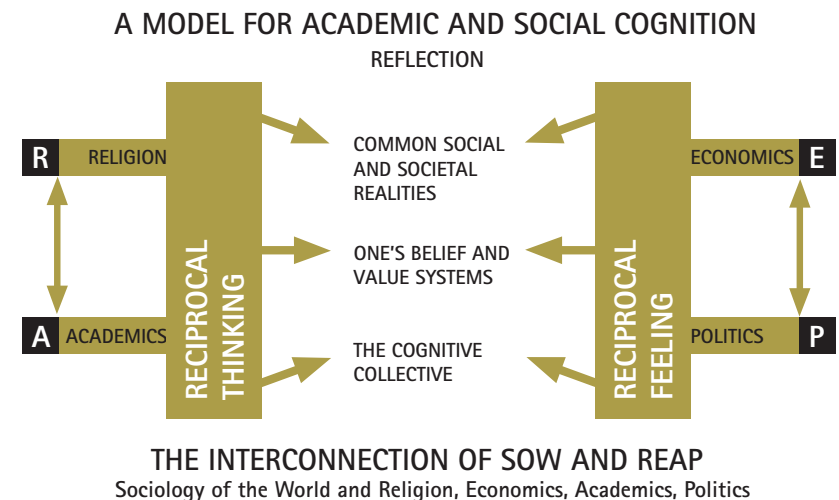 A MODEL FOR ACADEMIC AND SOCIAL COGNITION
REFLECTION
R RELIGION
A ACADEMICS
RECIPROCAL
THINKING
COMMON SOCIAL
AND SOCIETAL
REALITIES
ONE'S BELIEF AND
VALUE SYSTEMS
THE COGNITIVE
COLLECTIVE
RECIPROCAL
FEELING
ECONOMICS E
POLITICS P
THE INTERCONNECTION OF SOW AND REAP
Sociology of the World and Religion, Economics, Academics, Politics